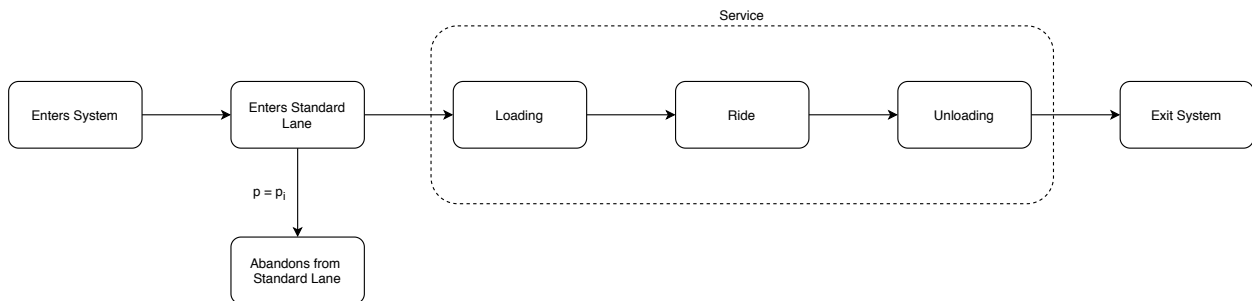 Service
Enters System
Enters Standard
Lane
Loading
Ride
Unloading
Exit System
p = pi
Abandons from
Standard Lane